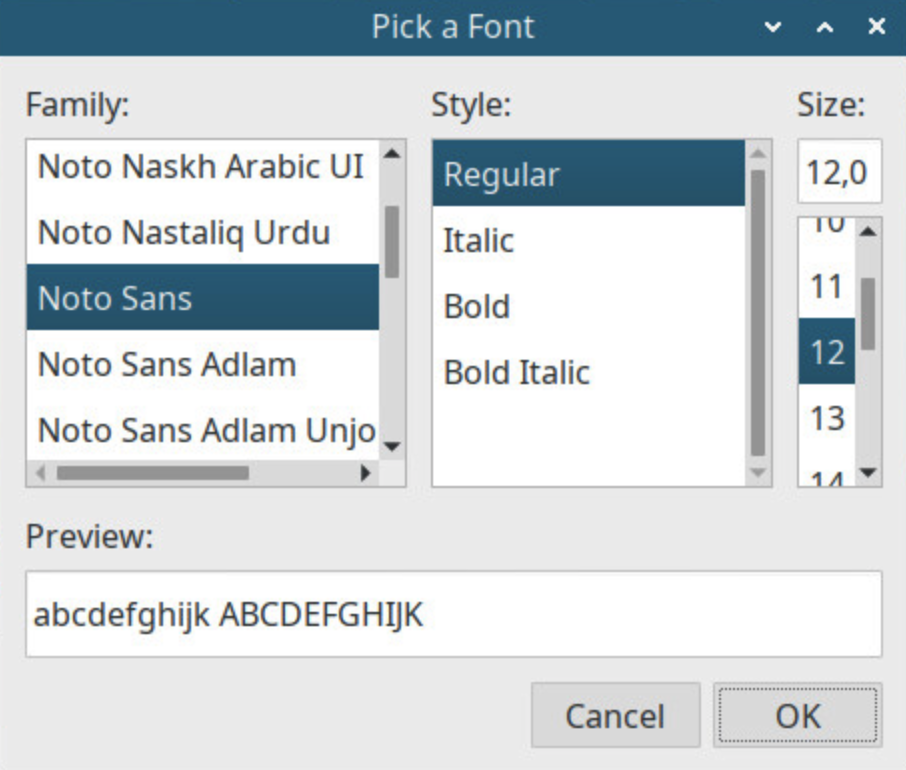 Pick a Font
Family:
Noto Naskh Arabic UI
Noto Nastaliq Urdu
Noto Sans
Noto Sans Adlam
Noto Sans Adlam Unjo
Style:
Regular
Italic
Bold
Bold Italic
Size:
12,0
10
11
12
13
14
Preview:
abcdefghijk ABCDEFGHIJK
Cancel
OK